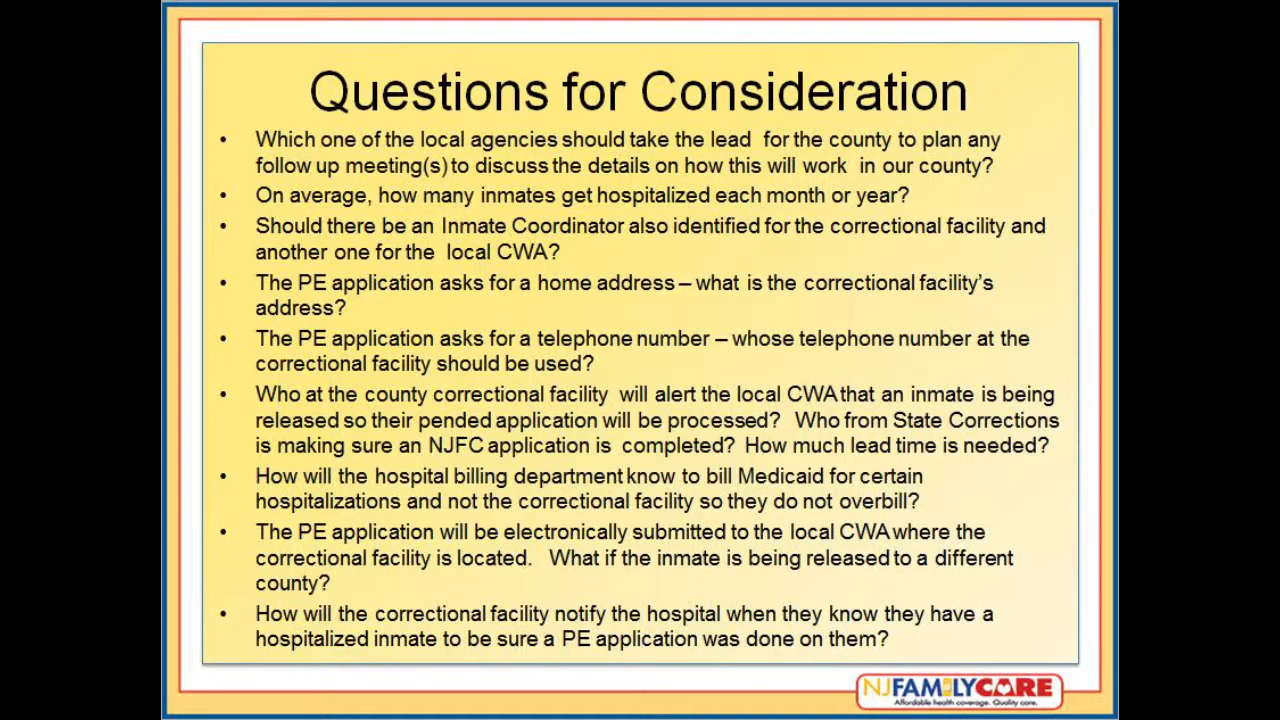 Questions for Consideration
• Which one of the local agencies should take the lead for the county to plan any
follow up meeting(s) to discuss the details on how this will work in our county?
• On average, how many inmates get hospitalized each month or year?
• Should there be an Inmate Coordinator also identified for the correctional facility and
another one for the local CWA?
• The PE application asks for a home address – what is the correctional facility's
address?
• The PE application asks for a telephone number – whose telephone number at the
correctional facility should be used?
• Who at the county correctional facility will alert the local CWA that an inmate is being
released so their pended application will be processed? Who from State Corrections
is making sure an NJFC application is completed? How much lead time is needed?
• How will the hospital billing department know to bill Medicaid for certain
hospitalizations and not the correctional facility so they do not overbill?
• The PE application will be electronically submitted to the local CWA where the
correctional facility is located. What if the inmate is being released to a different
county?
• How will the correctional facility notify the hospital when they know they have a
hospitalized inmate to be sure a PE application was done on them?
NJFAMILYCARE
Affordable health coverage. Quality care.